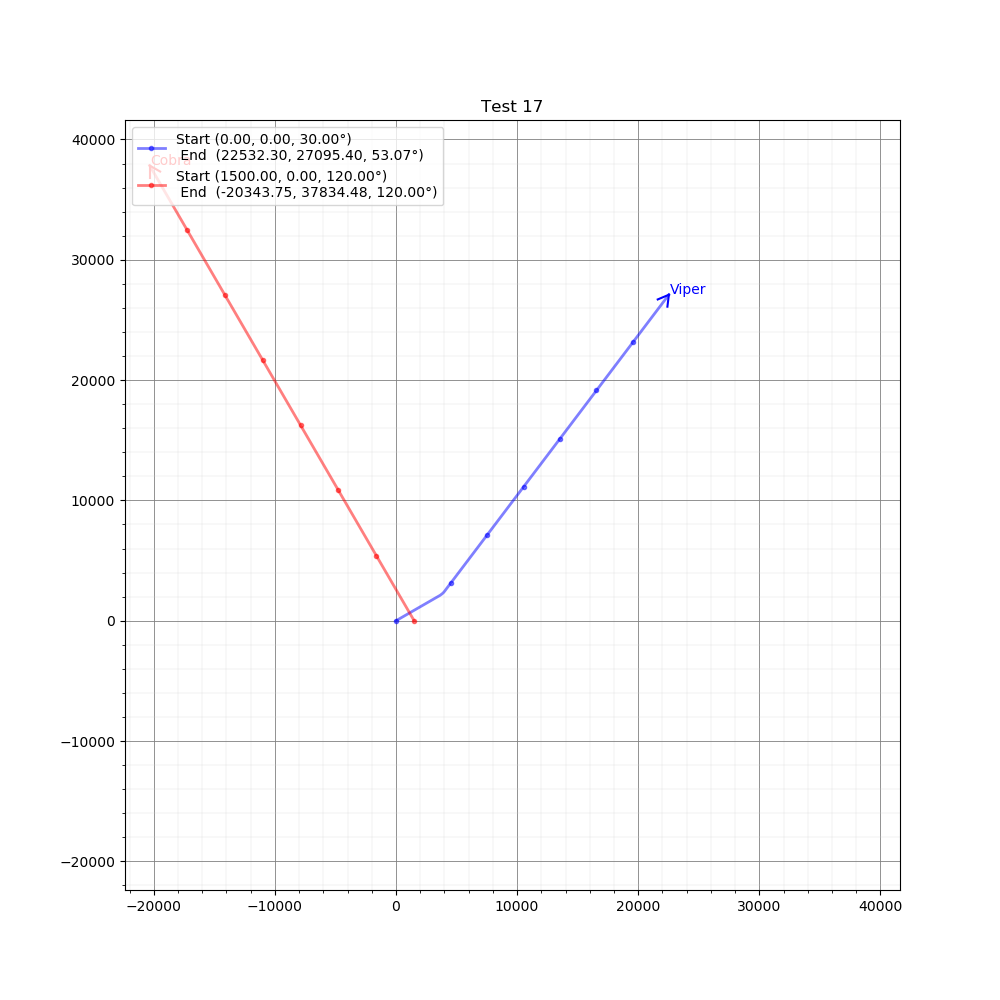 Test 17
Start (0.00, 0.00, 30.00°)
End (22532.30, 27095.40, 53.07°)
Start (1500.00, 0.00, 120.00°)
End (-20343.75, 37834.48, 120.00°)
Cobra
Viper
40000
30000
20000
10000
0
−10000
−20000
−20000 −10000 0 10000 20000 30000 40000